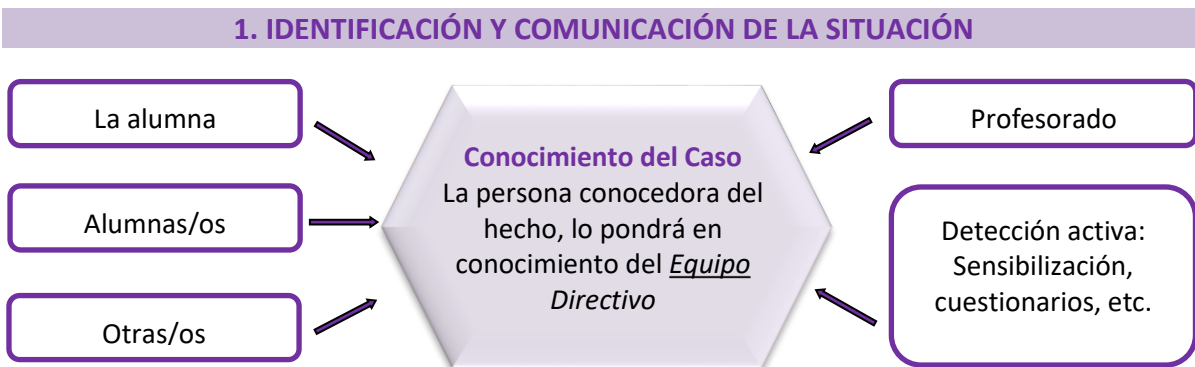 1. IDENTIFICACIÓN Y COMUNICACIÓN DE LA SITUACIÓN
La alumna
Alumnas/os
Otras/os
Conocimiento del Caso
La persona conocedora del
hecho, lo pondrá en
conocimiento del Equipo
Directivo
Profesorado
Detección activa:
Sensibilización,
cuestionarios, etc.